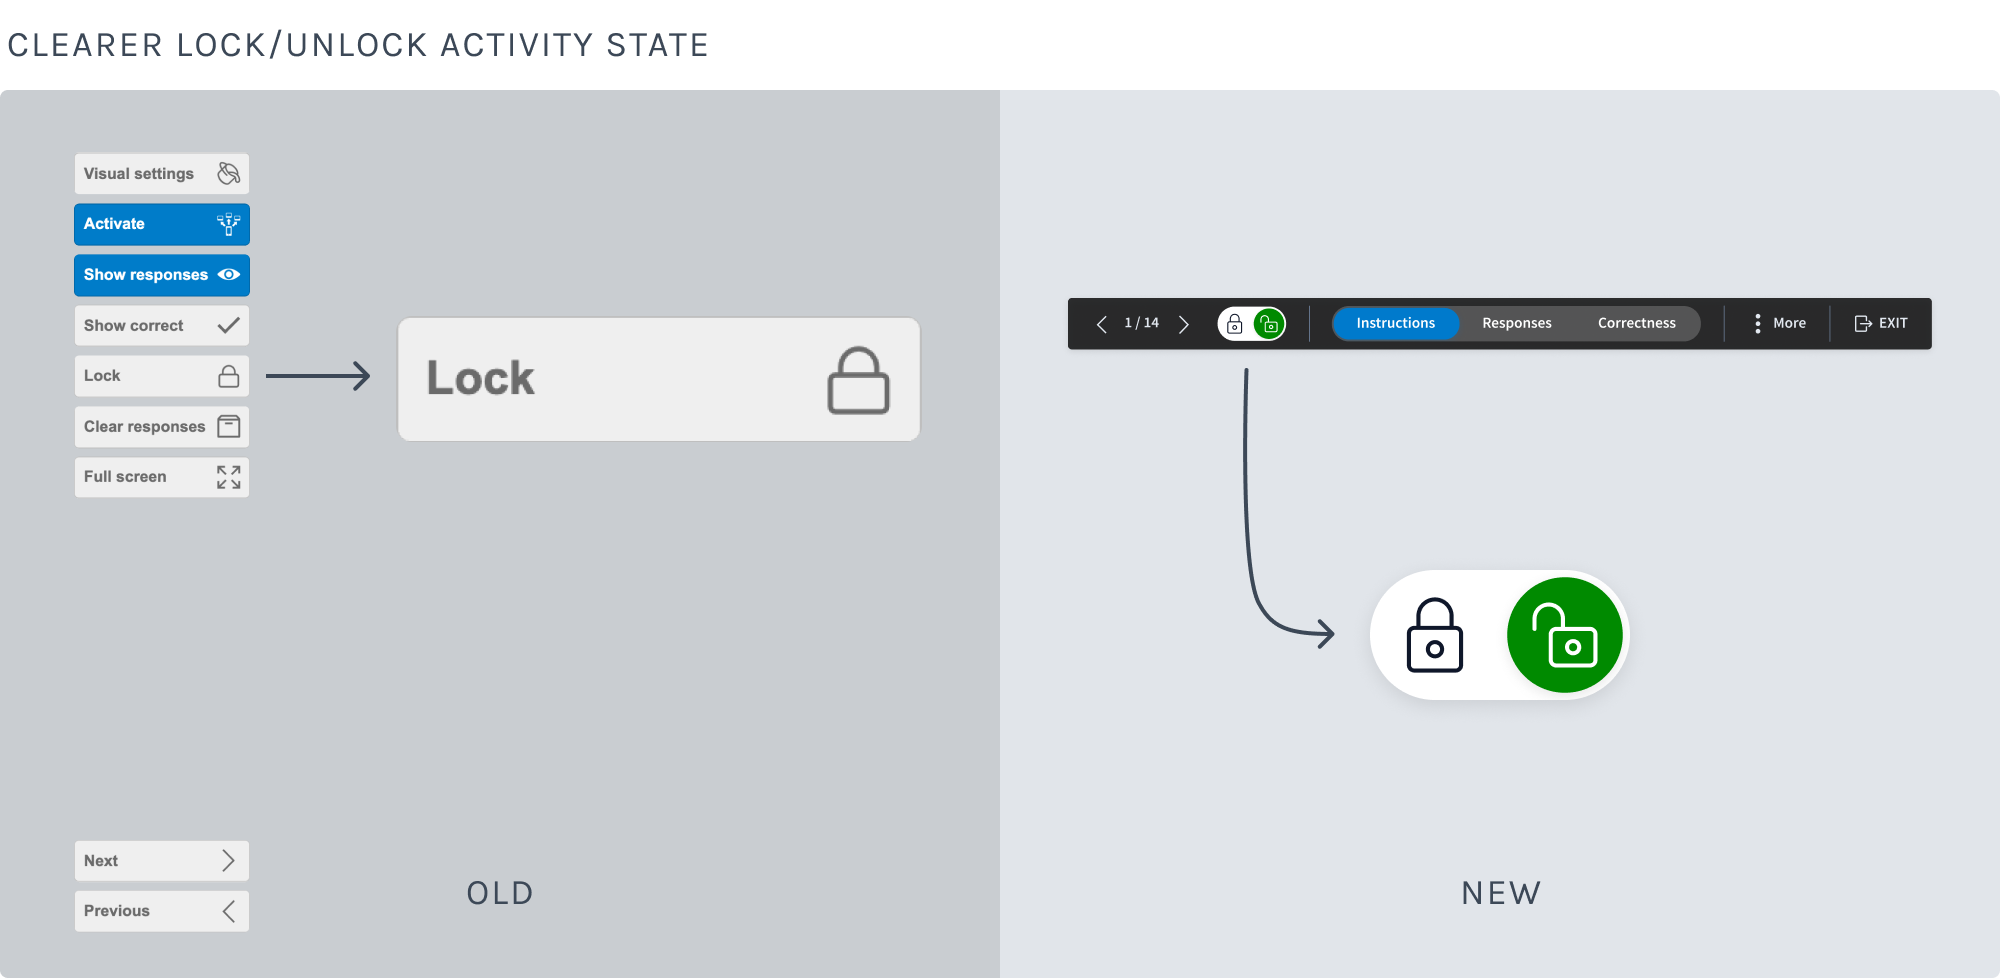 CLEARER LOCK/UNLOCK ACTIVITY STATE
Visual settings
Activate
Show responses
Show correct
Lock
Clear responses
Full screen
Lock
Next
Previous
OLD
1 / 14
Instructions
Responses
Correctness
More
EXIT
NEW